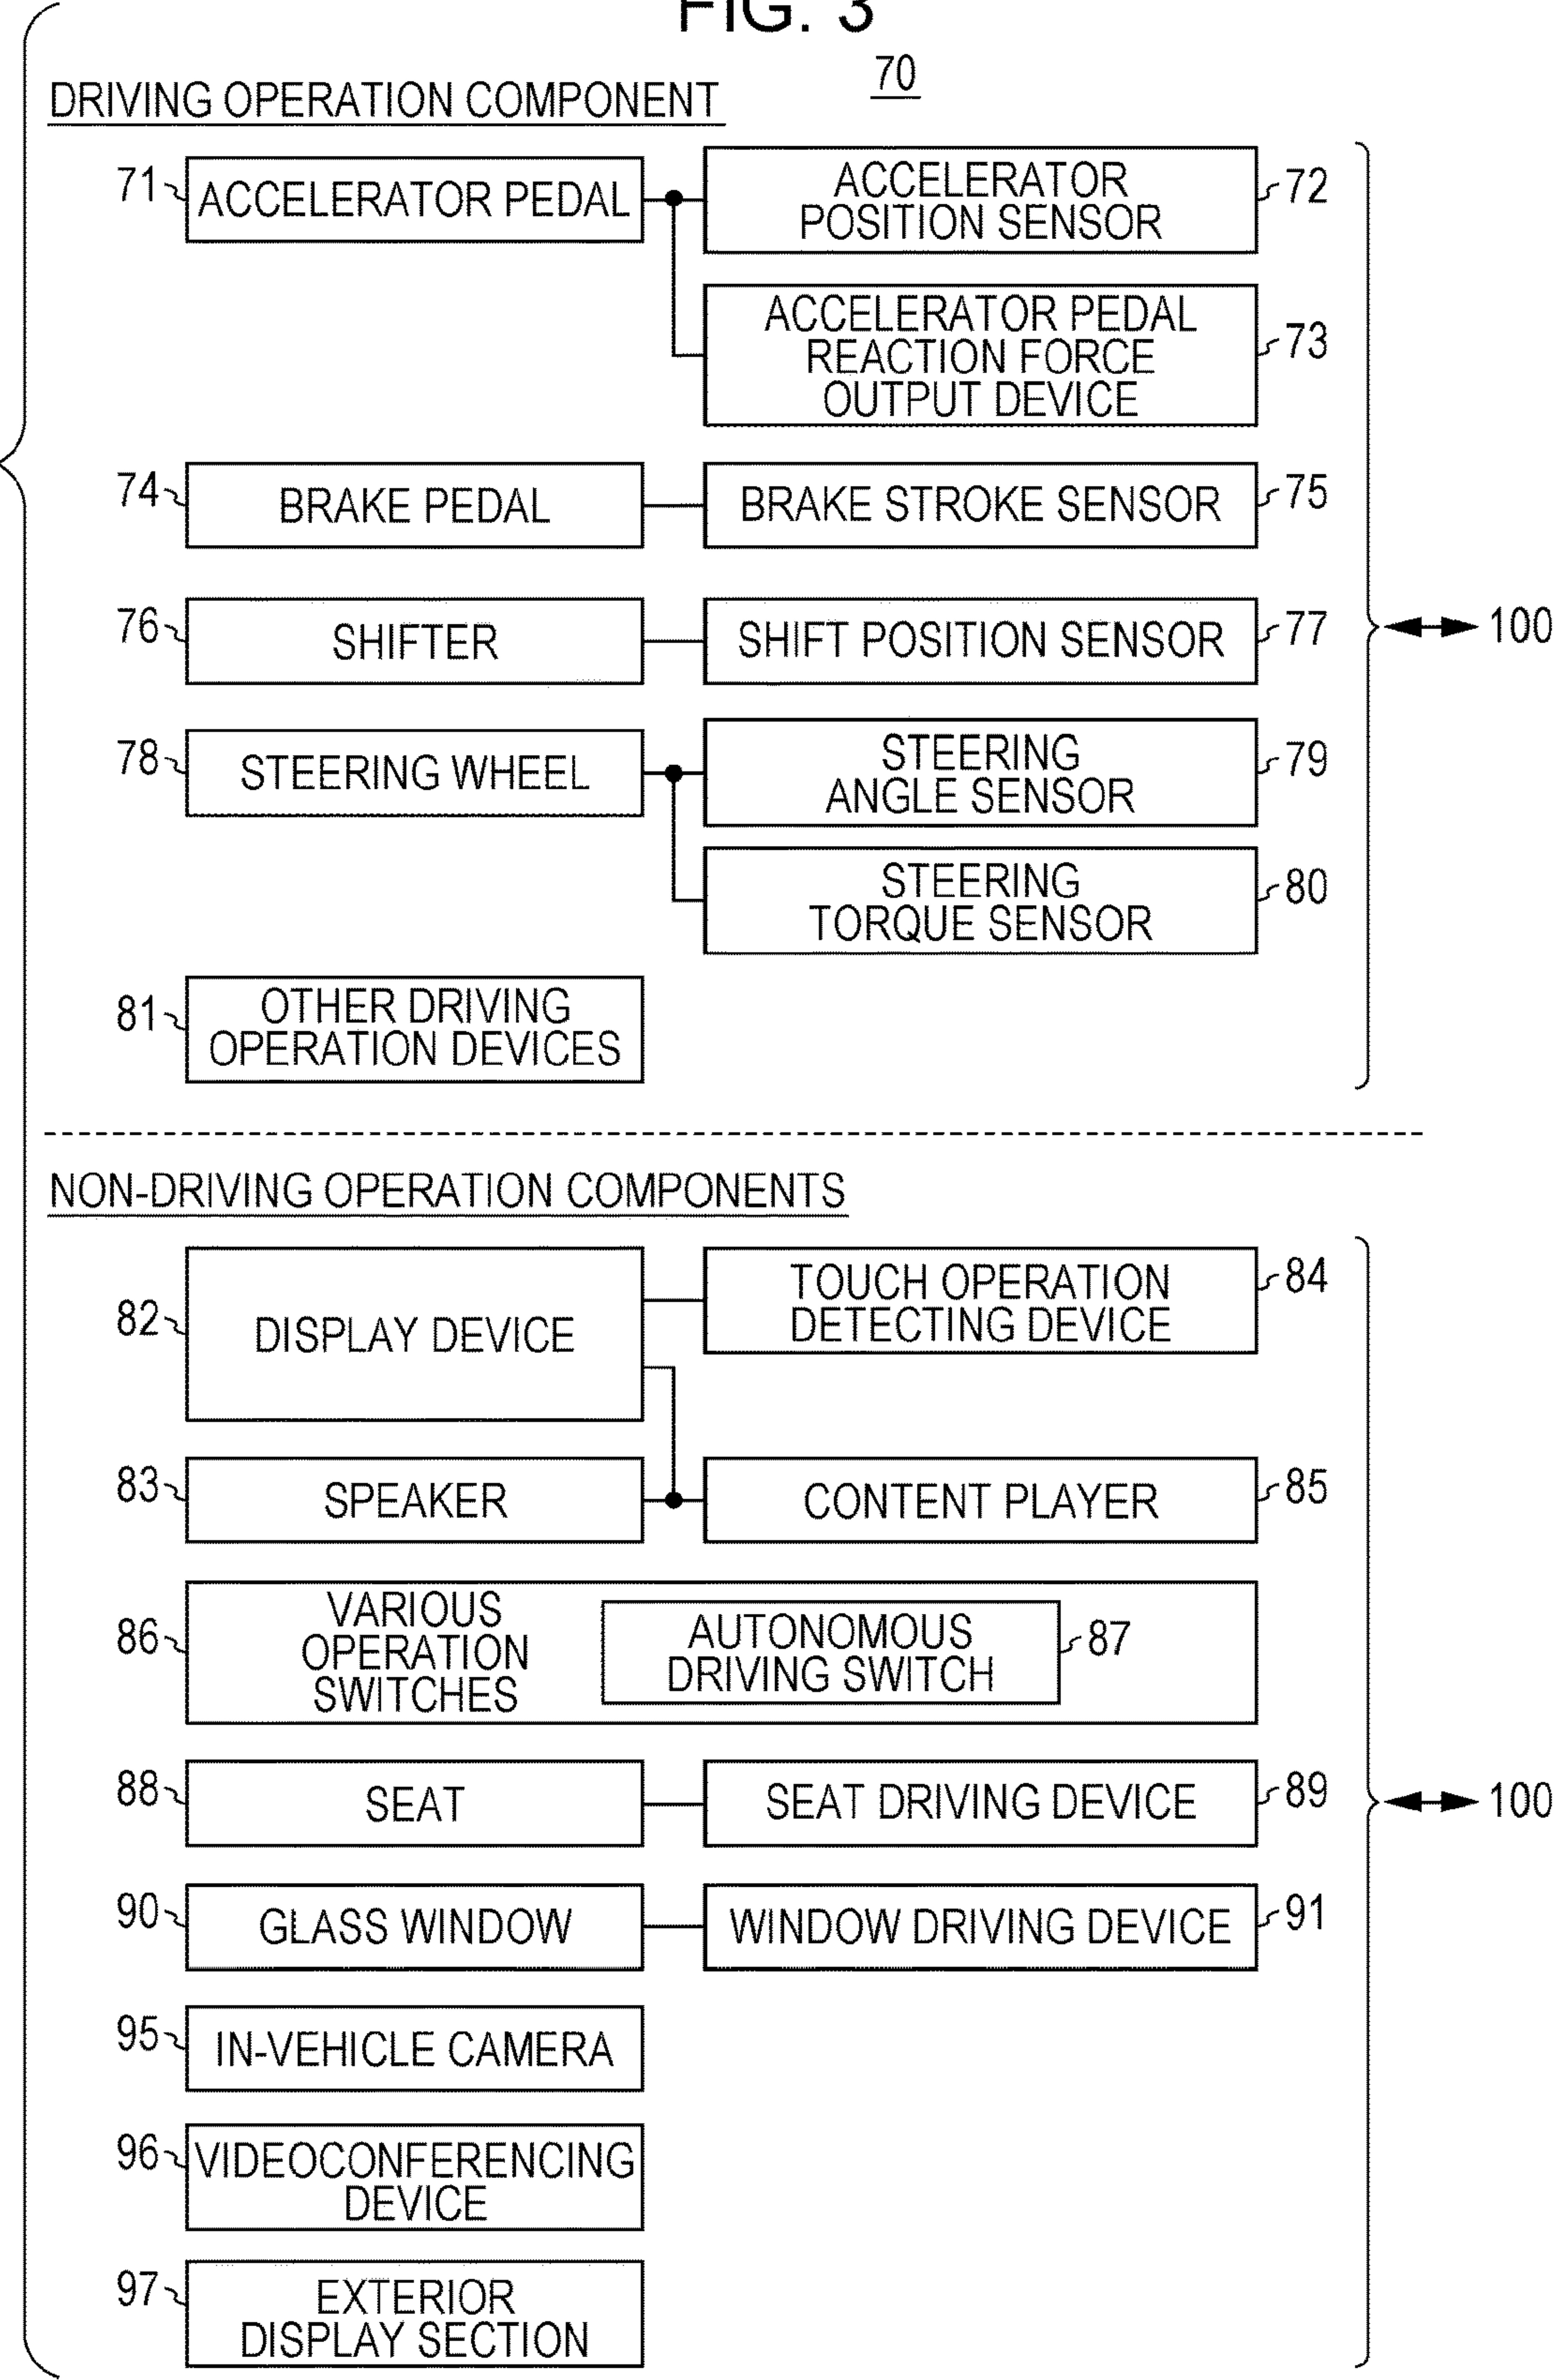 FIG. 3
70
DRIVING OPERATION COMPONENT
71
ACCELERATOR PEDAL
ACCELERATOR
POSITION SENSOR
72
ACCELERATOR PEDAL
REACTION FORCE
OUTPUT DEVICE
73
74
BRAKE PEDAL
BRAKE STROKE SENSOR
75
76
SHIFTER
SHIFT POSITION SENSOR
77
100
78
STEERING WHEEL
STEERING
ANGLE SENSOR
79
STEERING
TORQUE SENSOR
80
81
OTHER DRIVING
OPERATION DEVICES
NON-DRIVING OPERATION COMPONENTS
82
DISPLAY DEVICE
TOUCH OPERATION
DETECTING DEVICE
84
83
SPEAKER
CONTENT PLAYER
85
86
VARIOUS
OPERATION
SWITCHES
AUTONOMOUS
DRIVING SWITCH
87
88
SEAT
SEAT DRIVING DEVICE
89
100
90
GLASS WINDOW
WINDOW DRIVING DEVICE
91
95
IN-VEHICLE CAMERA
96
VIDEOCONFERENCING
DEVICE
97
EXTERIOR
DISPLAY SECTION